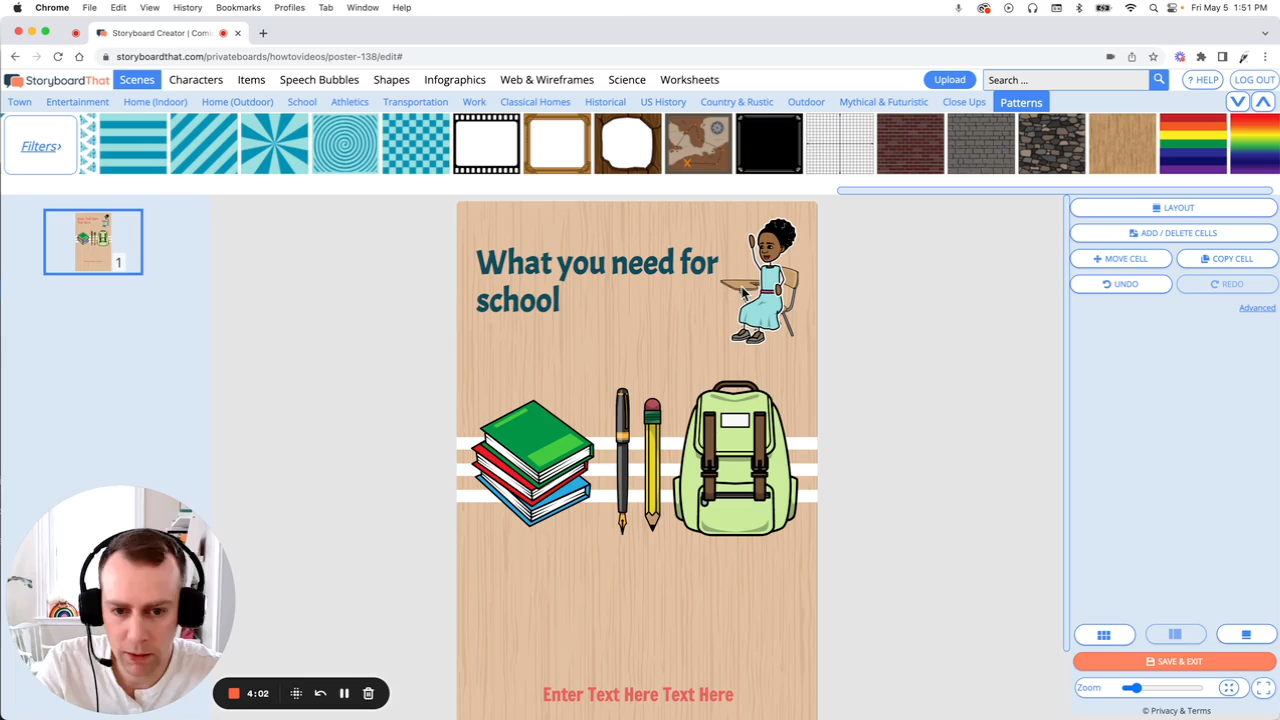 Chrome File Edit View History Bookmarks Profiles Tab Window Help
Fri May 5 1:51 PM
Storyboard Creator | Comi
storyboardthat.com/privateboards/howtovideos/poster-138/edit#
StoryboardThat Scenes Characters Items Speech Bubbles Shapes Infographics Web & Wireframes Science Worksheets Upload Search ... ? HELP LOG OUT
Town Entertainment Home (Indoor) Home (Outdoor) School Athletics Transportation Work Classical Homes Historical US History Country & Rustic Outdoor Mythical & Futuristic Close Ups Patterns
Filters›
1
What you need for
school
Enter Text Here Text Here
4:02
LAYOUT
ADD / DELETE CELLS
MOVE CELL COPY CELL
UNDO REDO
Advanced
SAVE & EXIT
Zoom
© Privacy & Terms